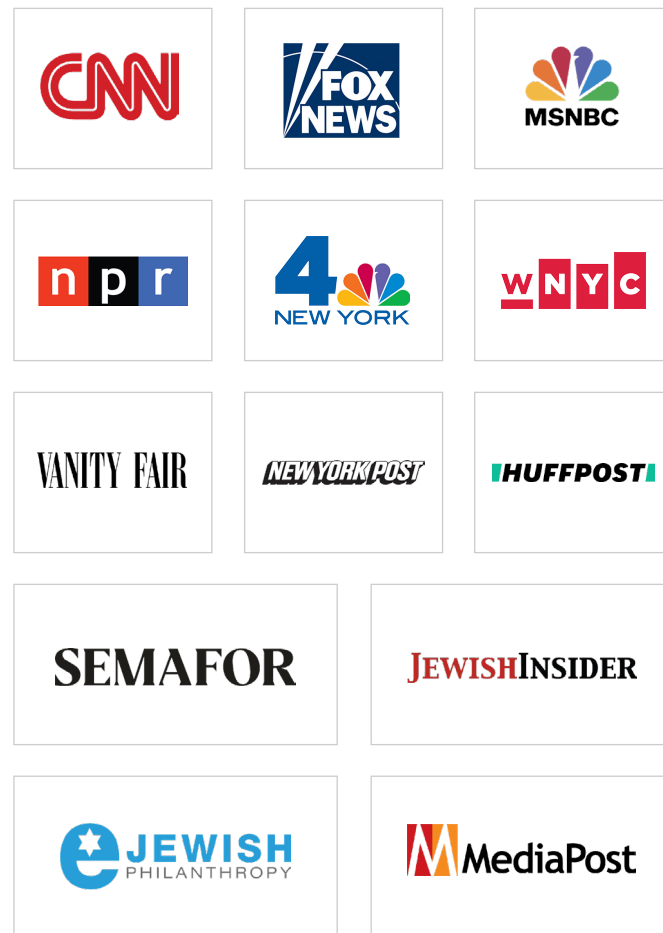 CNN
FOX
NEWS
MSNBC
npr
4
NEW YORK
WNYC
VANITY FAIR
NEW YORK POST
HUFFPOST
SEMAFOR
JEWISHINSIDER
e JEWISH
PHILANTHROPY
M MediaPost